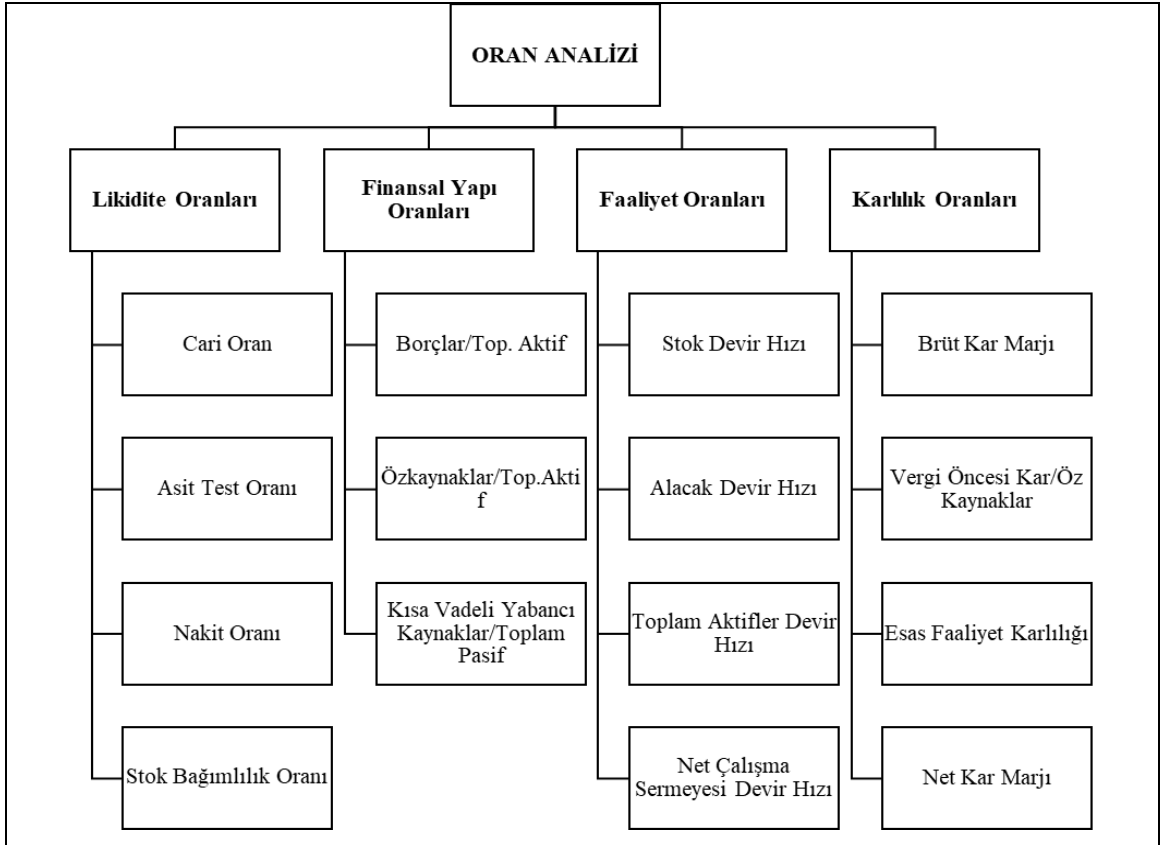 ORAN ANALİZİ
Likidite Oranları
Finansal Yapı
Oranları
Faaliyet Oranları
Karlılık Oranları
Cari Oran
Borçlar/Top. Aktif
Stok Devir Hızı
Brüt Kar Marjı
Asit Test Oranı
Özkaynaklar/Top.Akti
f
Alacak Devir Hızı
Vergi Öncesi Kar/Öz
Kaynaklar
Nakit Oranı
Kısa Vadeli Yabancı
Kaynaklar/Toplam
Pasif
Toplam Aktifler Devir
Hızı
Esas Faaliyet Karlılığı
Stok Bağımlılık Oranı
Net Çalışma
Sermeyesi Devir Hızı
Net Kar Marjı